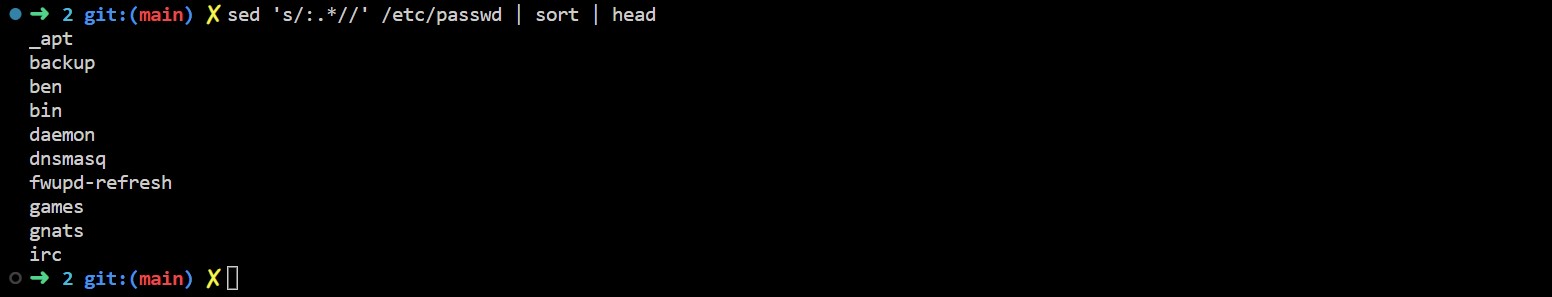 ➜ 2 git:(main) ✗ sed 's/:.*//' /etc/passwd | sort | head
_apt
backup
ben
bin
daemon
dnsmasq
fwupd-refresh
games
gnats
irc
➜ 2 git:(main) ✗